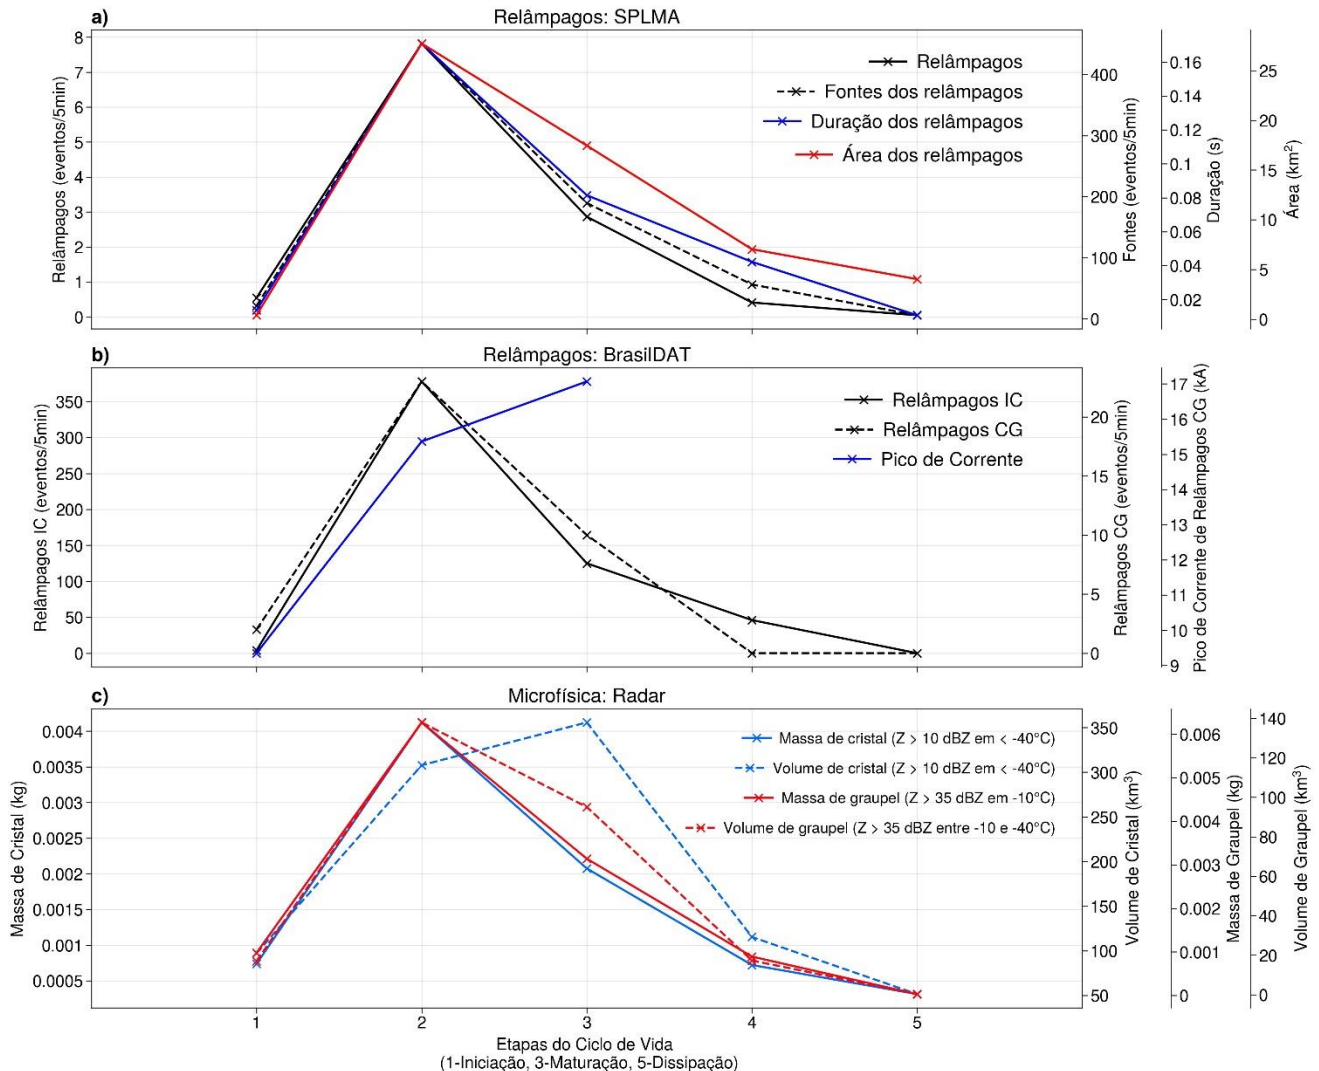 a)
Relâmpagos: SPLMA
Relâmpagos (eventos/5min)
8
7
6
5
4
3
2
1
0
Relâmpagos
Fontes dos relâmpagos
Duração dos relâmpagos
Área dos relâmpagos
400
300
200
100
0
Fontes (eventos/5min)
0.16
0.14
0.12
0.1
0.08
0.06
0.04
0.02
Duração (s)
25
20
15
10
5
0
Área (km²)
b)
Relâmpagos: BrasilDAT
Relâmpagos IC (eventos/5min)
350
300
250
200
150
100
50
0
Relâmpagos IC
Relâmpagos CG
Pico de Corrente
20
15
10
5
0
Relâmpagos CG (eventos/5min)
17
16
15
14
13
12
11
10
9
Pico de Corrente de Relâmpagos CG (kA)
c)
Microfísica: Radar
Massa de Cristal (kg)
0.004
0.0035
0.003
0.0025
0.002
0.0015
0.001
0.0005
Massa de cristal (Z > 10 dBZ em < -40°C)
Volume de cristal (Z > 10 dBZ em < -40°C)
Massa de graupel (Z > 35 dBZ em -10°C)
Volume de graupel (Z > 35 dBZ entre -10 e -40°C)
350
300
250
200
150
100
50
Volume de Cristal (km³)
0.006
0.005
0.004
0.003
0.002
0.001
0
Massa de Graupel (kg)
140
120
100
80
60
40
20
0
Volume de Graupel (km³)
1
2
3
4
5
Etapas do Ciclo de Vida
(1-Iniciação, 3-Maturação, 5-Dissipação)